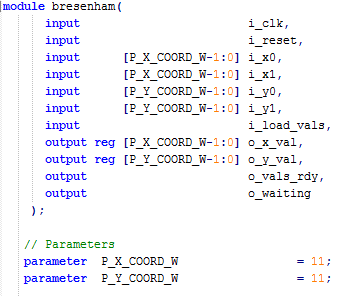 module bresenham(
input i_clk,
input i_reset,
input [P_X_COORD_W-1:0] i_x0,
input [P_X_COORD_W-1:0] i_x1,
input [P_Y_COORD_W-1:0] i_y0,
input [P_Y_COORD_W-1:0] i_y1,
input i_load_vals,
output reg [P_X_COORD_W-1:0] o_x_val,
output reg [P_Y_COORD_W-1:0] o_y_val,
output o_vals_rdy,
output o_waiting
);
// Parameters
parameter P_X_COORD_W = 11;
parameter P_Y_COORD_W = 11;